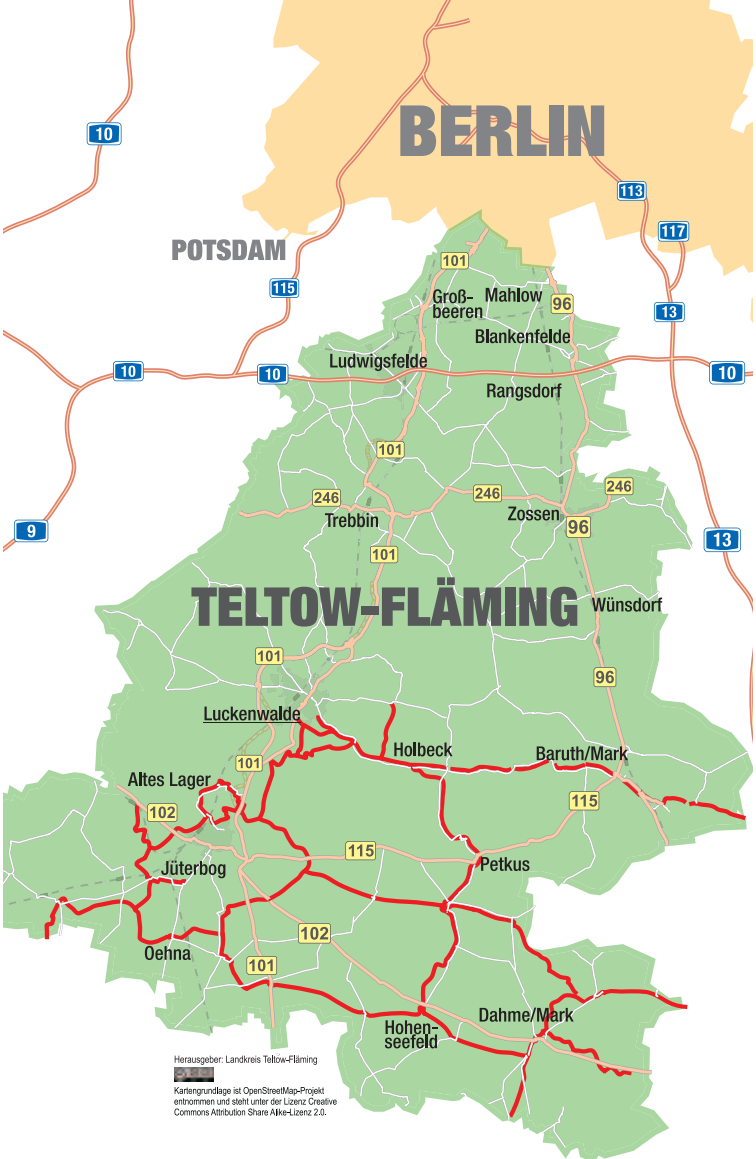 BERLIN
10
113
117
POTSDAM
115
101
Groß-
beeren
Mahlow
96
13
Blankenfelde
Ludwigsfelde
10
10
10
Rangsdorf
101
246
246
246
Trebbin
Zossen
96
9
101
13
TELTOW-FLÄMING
Wünsdorf
101
96
Luckenwalde
Holbeck
Baruth/Mark
101
Altes Lager
102
115
115
Jüterbog
Petkus
102
Oehna
101
Dahme/Mark
Hohen-
seefeld
Herausgeber: Landkreis Teltow-Fläming
Kartengrundlage ist OpenStreetMap-Projekt
entnommen und steht unter der Lizenz Creative
Commons Attribution Share Alike-Lizenz 2.0.